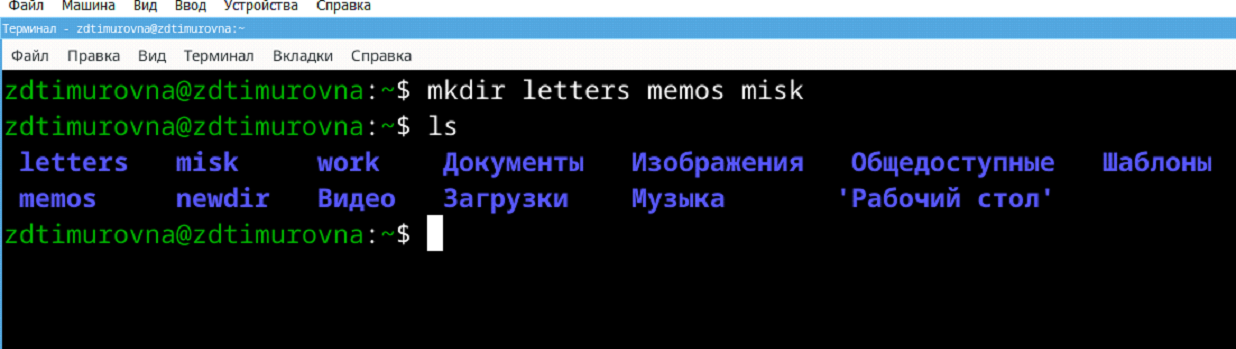 Файл Машина Вид Ввод Устройства Справка
Терминал - zdtimurovna@zdtimurovna:~
Файл Правка Вид Терминал Вкладки Справка
zdtimurovna@zdtimurovna:~$ mkdir letters memos misk
zdtimurovna@zdtimurovna:~$ ls
letters misk work Документы Изображения Общедоступные Шаблоны
memos newdir Видео Загрузки Музыка 'Рабочий стол'
zdtimurovna@zdtimurovna:~$